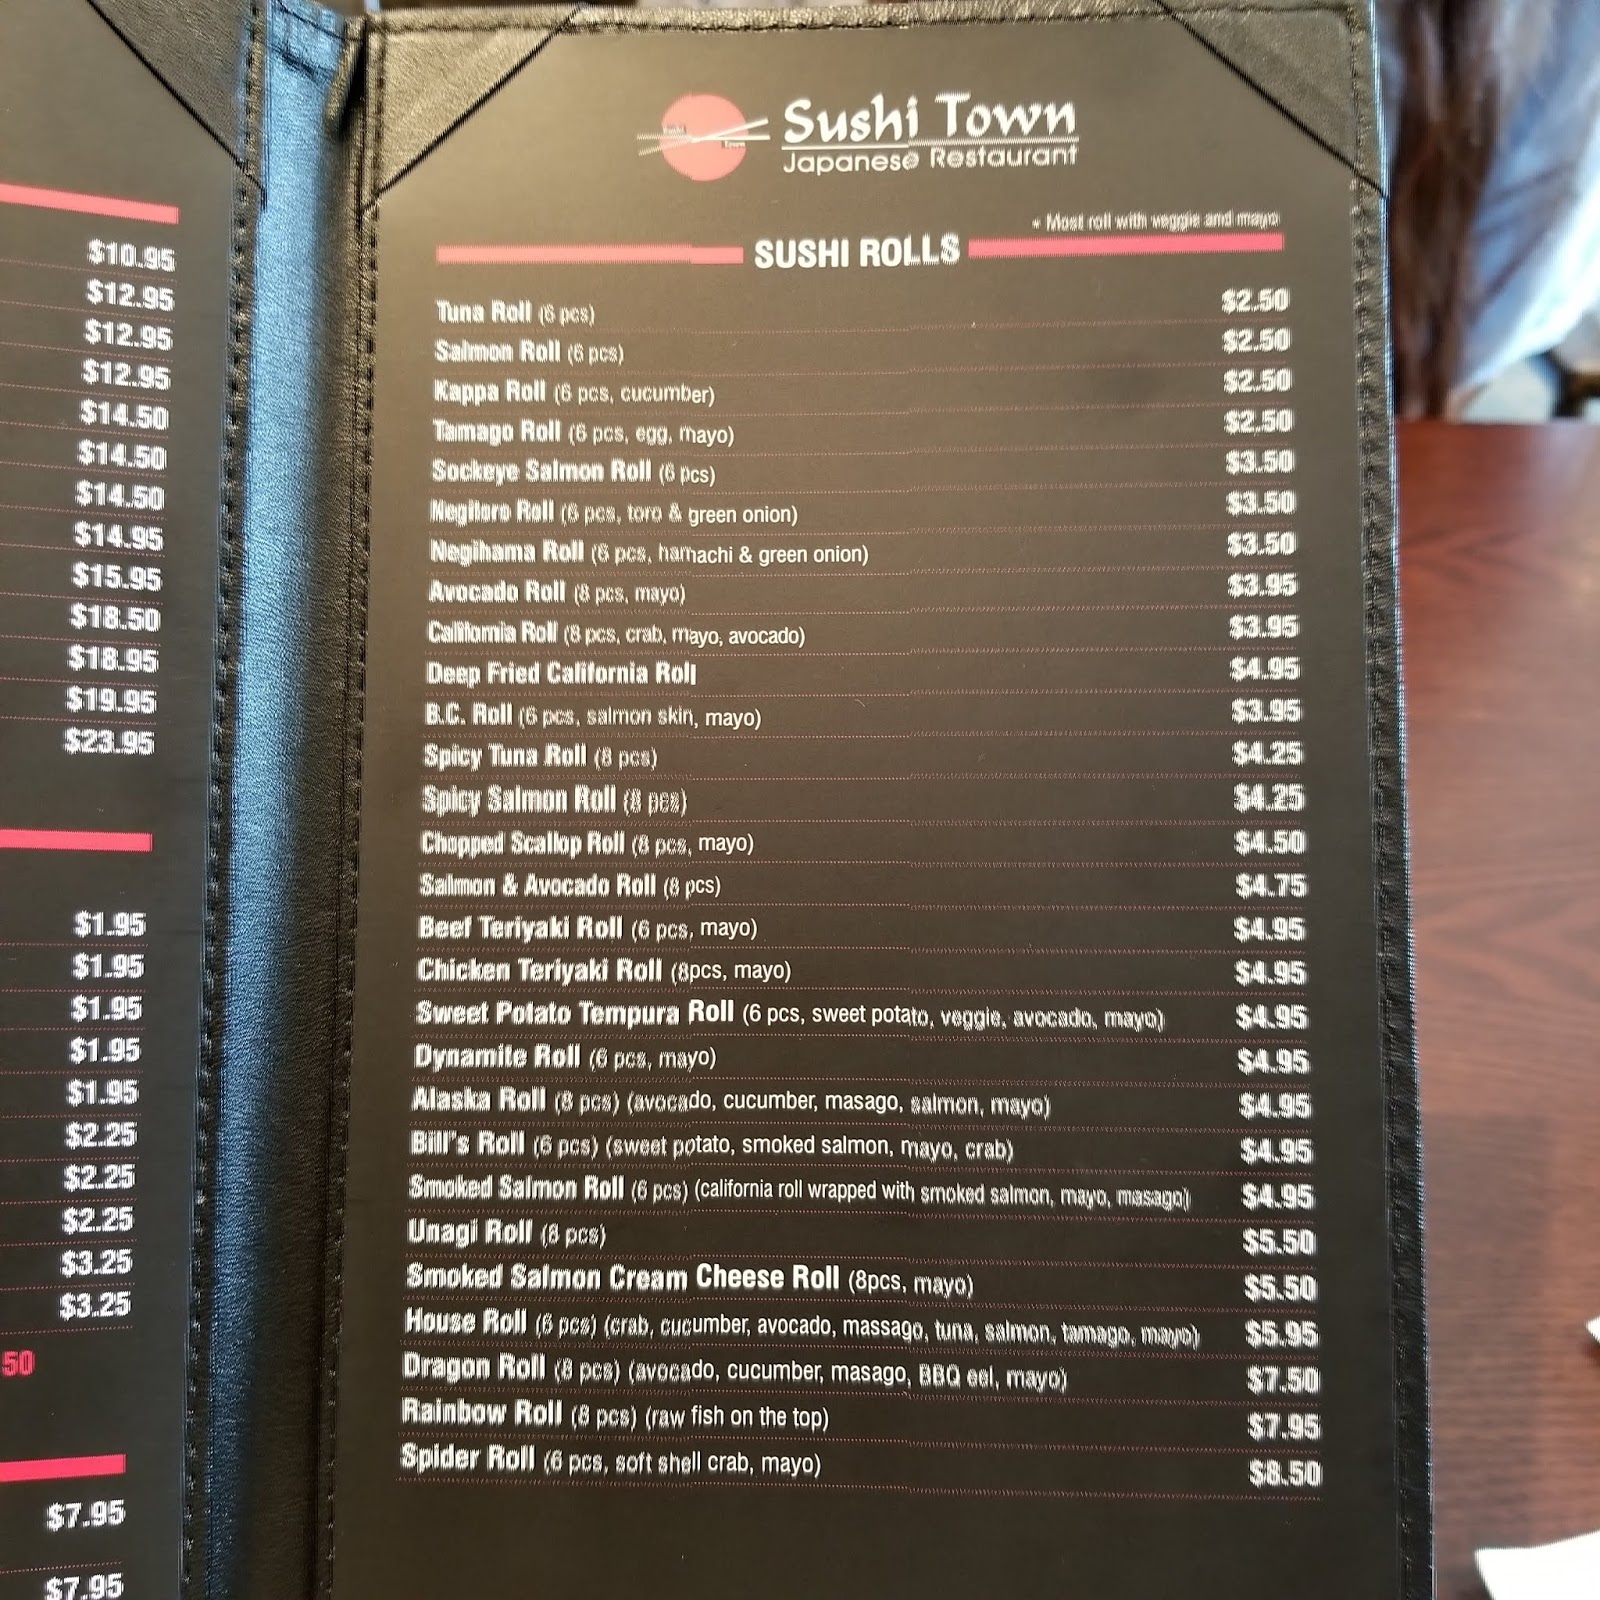 $10.95
$12.95
$12.95
$12.95
$14.50
$14.50
$14.50
$14.95
$15.95
$18.50
$18.95
$19.95
$23.95
$1.95
$1.95
$1.95
$1.95
$1.95
$2.25
$2.25
$2.25
$3.25
$3.25
50
$7.95
$7.95
Sushi Town
Sushi Town
Japanese Restaurant
* Most roll with veggie and mayo
SUSHI ROLLS
Tuna Roll (6 pcs) $2.50
Salmon Roll (6 pcs) $2.50
Kappa Roll (6 pcs, cucumber) $2.50
Tamago Roll (6 pcs, egg, mayo) $2.50
Sockeye Salmon Roll (6 pcs) $3.50
Negitoro Roll (6 pcs, toro & green onion) $3.50
Negihama Roll (6 pcs, hamachi & green onion) $3.50
Avocado Roll (8 pcs, mayo) $3.95
California Roll (8 pcs, crab, mayo, avocado) $3.95
Deep Fried California Roll $4.95
B.C. Roll (6 pcs, salmon skin, mayo) $3.95
Spicy Tuna Roll (8 pcs) $4.25
Spicy Salmon Roll (8 pcs) $4.25
Chopped Scallop Roll (8 pcs, mayo) $4.50
Salmon & Avocado Roll (8 pcs) $4.75
Beef Teriyaki Roll (6 pcs, mayo) $4.95
Chicken Teriyaki Roll (8pcs, mayo) $4.95
Sweet Potato Tempura Roll (6 pcs, sweet potato, veggie, avocado, mayo) $4.95
Dynamite Roll (6 pcs, mayo) $4.95
Alaska Roll (8 pcs) (avocado, cucumber, masago, salmon, mayo) $4.95
Bill's Roll (6 pcs) (sweet potato, smoked salmon, mayo, crab) $4.95
Smoked Salmon Roll (6 pcs) (california roll wrapped with smoked salmon, mayo, masago) $4.95
Unagi Roll (8 pcs) $5.50
Smoked Salmon Cream Cheese Roll (8pcs, mayo) $5.50
House Roll (6 pcs) (crab, cucumber, avocado, massago, tuna, salmon, tamago, mayo) $5.95
Dragon Roll (8 pcs) (avocado, cucumber, masago, BBQ eel, mayo) $7.50
Rainbow Roll (8 pcs) (raw fish on the top) $7.95
Spider Roll (6 pcs, soft shell crab, mayo) $8.50